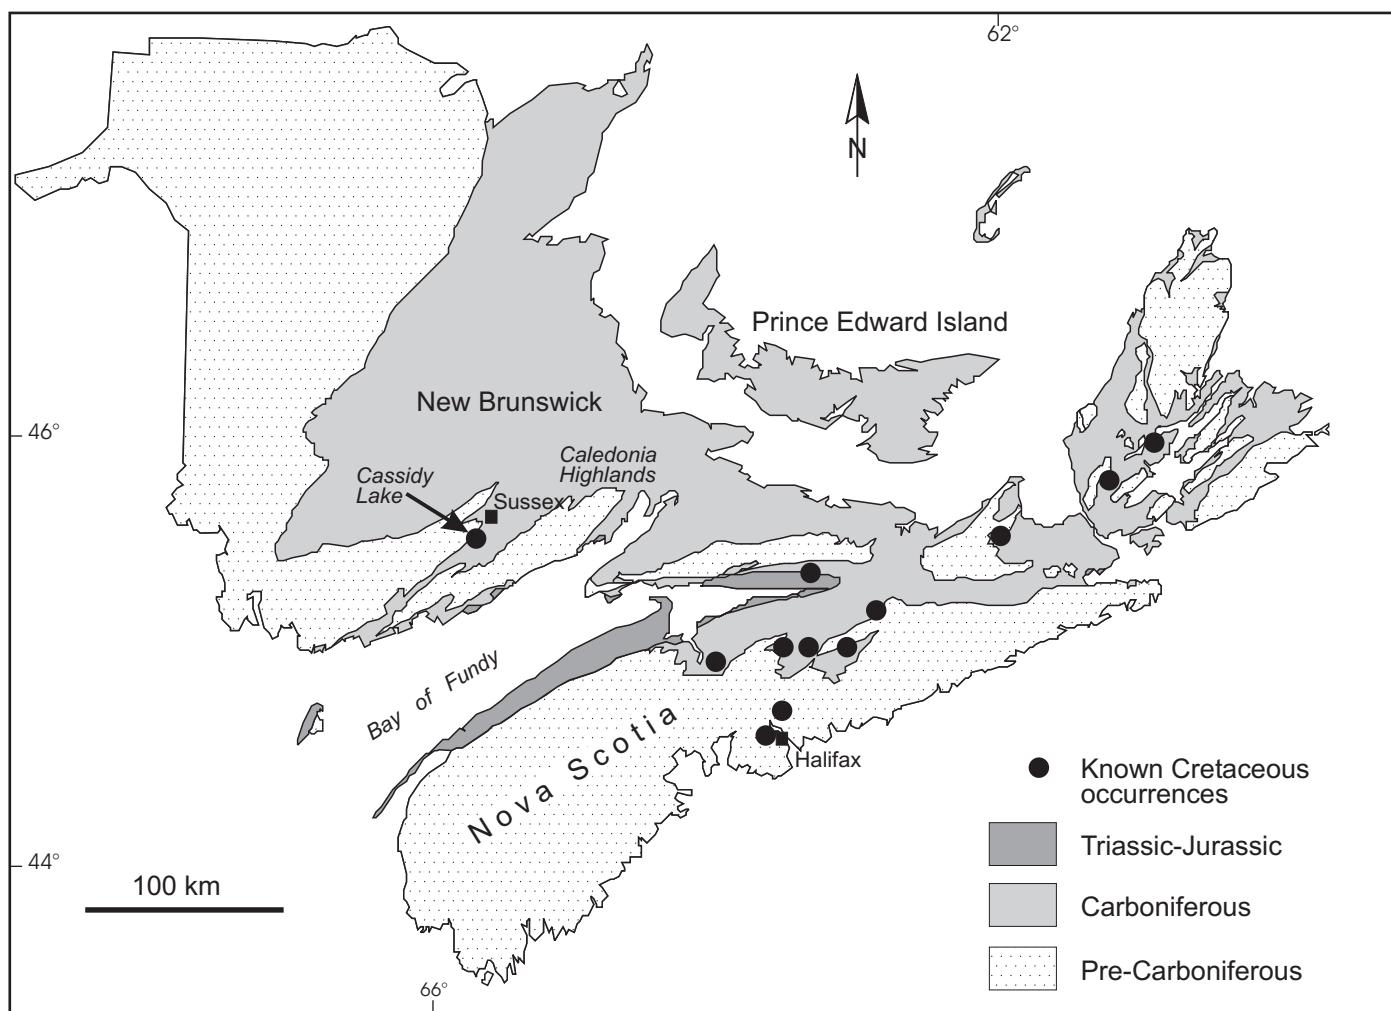 62°
N
Prince Edward Island
New Brunswick
46°
Caledonia
Highlands
Cassidy
Lake
Sussex
Bay of Fundy
Nova Scotia
Halifax
Known Cretaceous
occurrences
Triassic-Jurassic
44°
100 km
Carboniferous
Pre-Carboniferous
66°